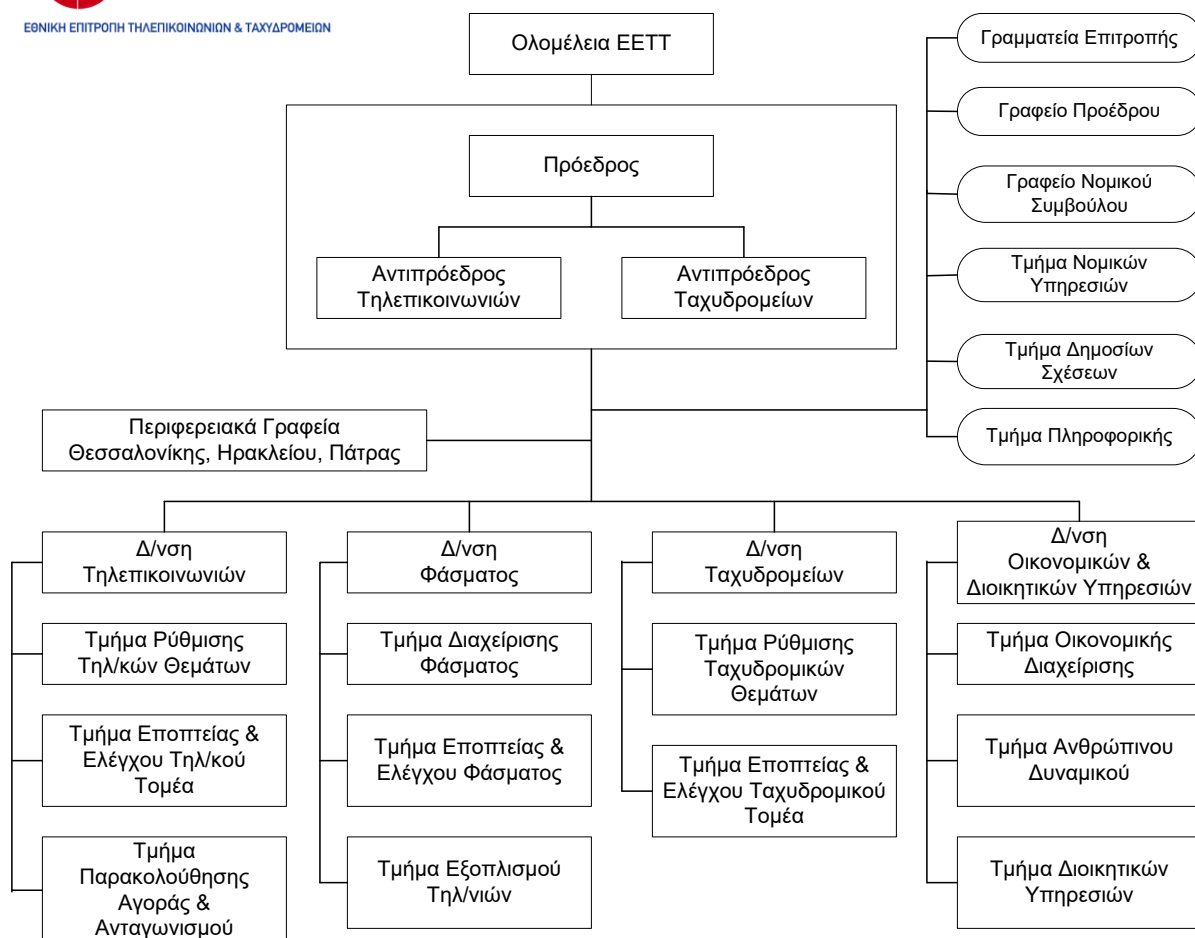 ΕΘΝΙΚΗ ΕΠΙΤΡΟΠΗ ΤΗΛΕΠΙΚΟΙΝΩΝΙΩΝ & ΤΑΧΥΔΡΟΜΕΙΩΝ
Ολομέλεια ΕΕΤΤ
Πρόεδρος
Αντιπρόεδρος
Τηλεπικοινωνιών
Αντιπρόεδρος
Ταχυδρομείων
Γραμματεία Επιτροπής
Γραφείο Προέδρου
Γραφείο Νομικού
Συμβούλου
Τμήμα Νομικών
Υπηρεσιών
Τμήμα Δημοσίων
Σχέσεων
Τμήμα Πληροφορικής
Περιφερειακά Γραφεία
Θεσσαλονίκης, Ηρακλείου, Πάτρας
Δ/νση
Τηλεπικοινωνιών
Τμήμα Ρύθμισης
Τηλ/κών Θεμάτων
Τμήμα Εποπτείας &
Ελέγχου Τηλ/κού
Τομέα
Τμήμα
Παρακολούθησης
Αγοράς &
Ανταγωνισμού
Δ/νση
Φάσματος
Τμήμα Διαχείρισης
Φάσματος
Τμήμα Εποπτείας &
Ελέγχου Φάσματος
Τμήμα Εξοπλισμού
Τηλ/νιών
Δ/νση
Ταχυδρομείων
Τμήμα Ρύθμισης
Ταχυδρομικών
Θεμάτων
Τμήμα Εποπτείας &
Ελέγχου Ταχυδρομικού
Τομέα
Δ/νση
Οικονομικών &
Διοικητικών Υπηρεσιών
Τμήμα Οικονομικής
Διαχείρισης
Τμήμα Ανθρώπινου
Δυναμικού
Τμήμα Διοικητικών
Υπηρεσιών